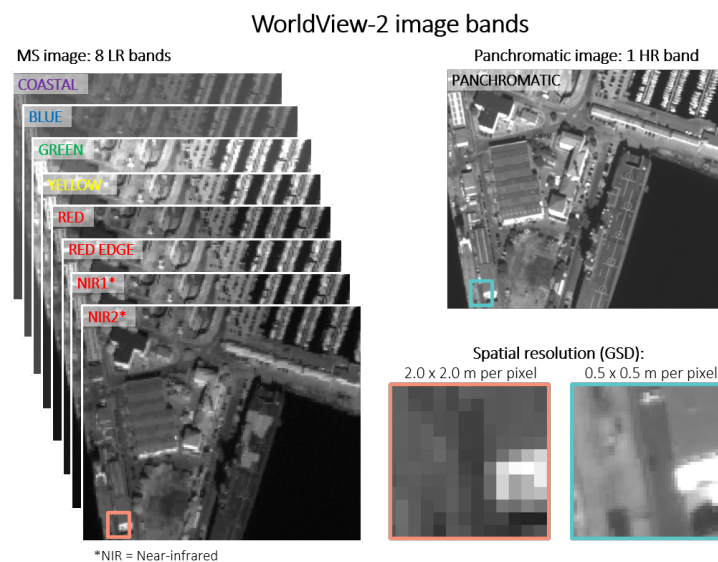 WorldView-2 image bands
MS image: 8 LR bands
COASTAL
BLUE
GREEN
YELLOW
RED
RED EDGE
NIR1*
NIR2*
*NIR = Near-infrared
Panchromatic image: 1 HR band
PANCHROMATIC
Spatial resolution (GSD):
2.0 x 2.0 m per pixel
0.5 x 0.5 m per pixel